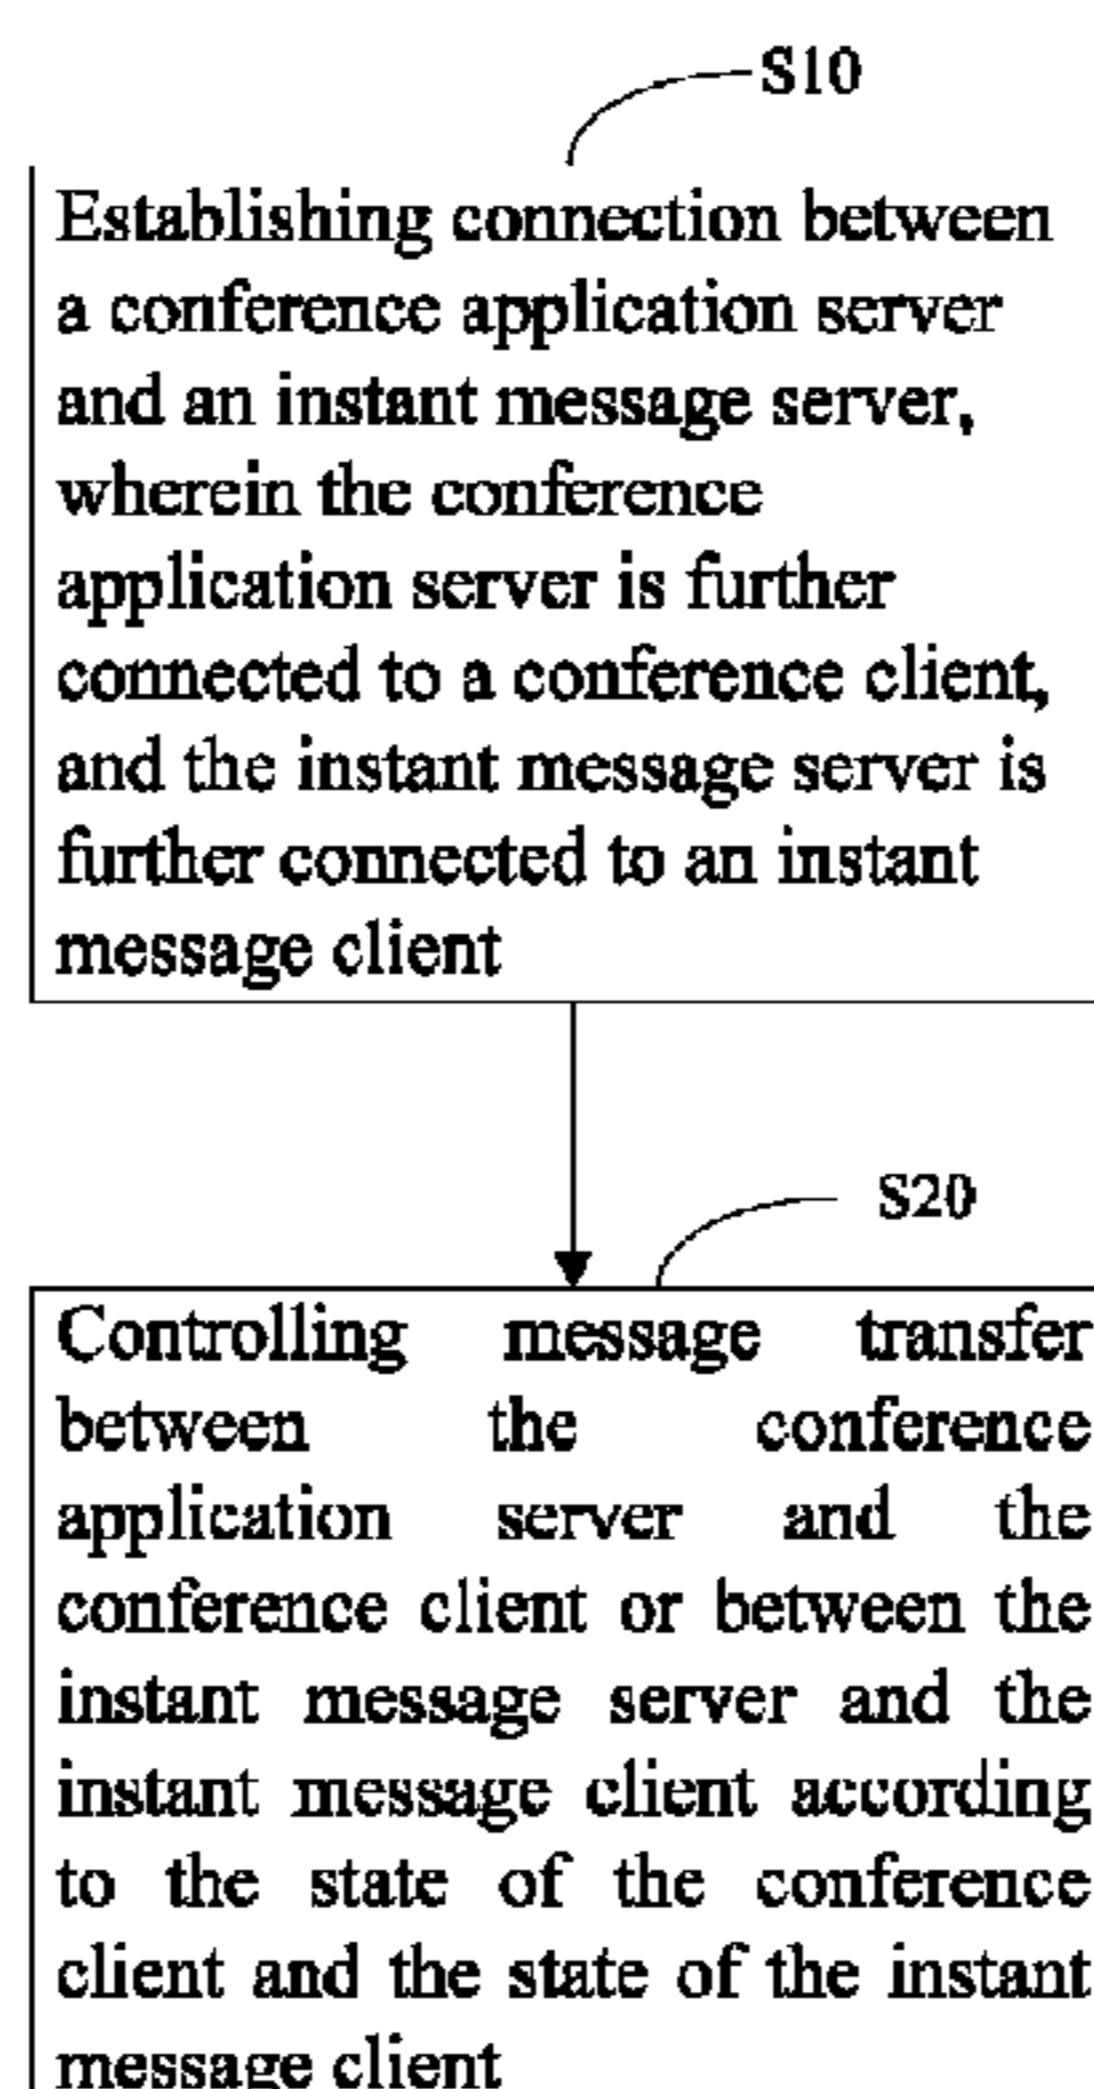 S10
Establishing connection between
a conference application server
and an instant message server,
wherein the conference
application server is further
connected to a conference client,
and the instant message server is
further connected to an instant
message client
S20
Controlling message transfer
between the conference
application server and the
conference client or between the
instant message server and the
instant message client according
to the state of the conference
client and the state of the instant
message client